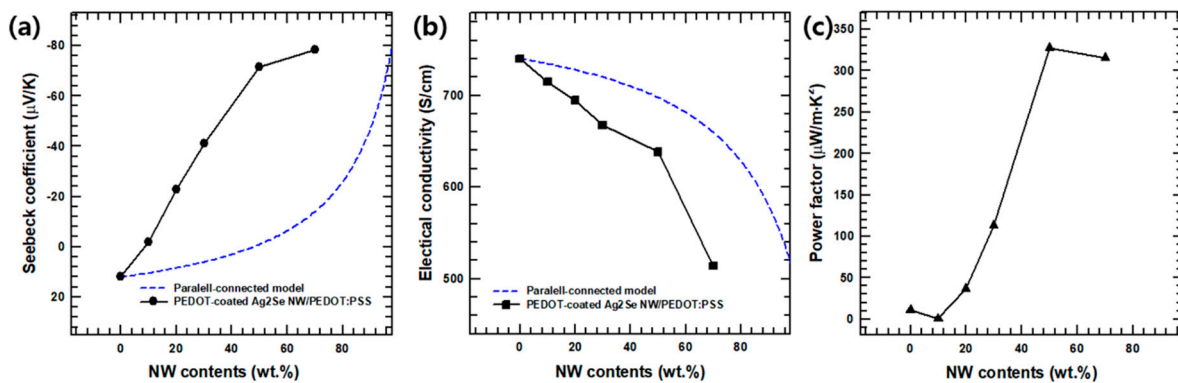 (a)
Seebeck coefficient (μV/K)
-80
-60
-40
-20
0
20
Paralell-connected model
PEDOT-coated Ag2Se NW/PEDOT:PSS
0 20 40 60 80
NW contents (wt.%)
(b)
Electical conductivity (S/cm)
700
600
500
Paralell-connected model
PEDOT-coated Ag2Se NW/PEDOT:PSS
0 20 40 60 80
NW contents (wt.%)
(c)
Power factor (μW/m·K²)
350
300
250
200
150
100
50
0
0 20 40 60 80
NW contents (wt.%)